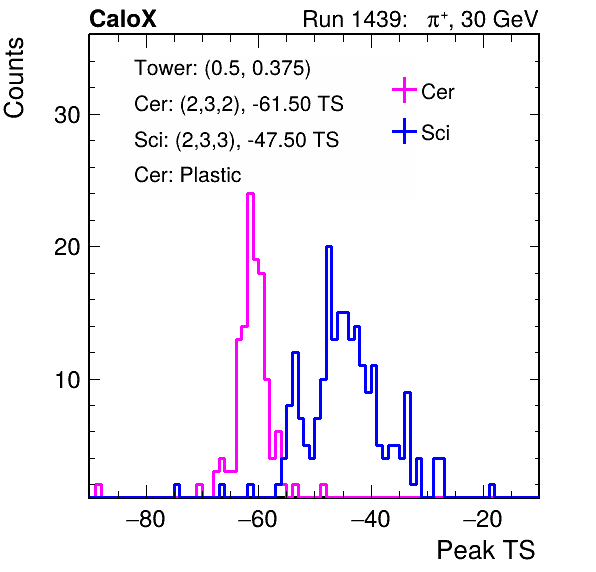 CaloX Run 1439: π⁺, 30 GeV
Counts
Tower: (0.5, 0.375)
Cer: (2,3,2), -61.50 TS
Sci: (2,3,3), -47.50 TS
Cer: Plastic
Cer
Sci
30
20
10
−80 −60 −40 −20
Peak TS